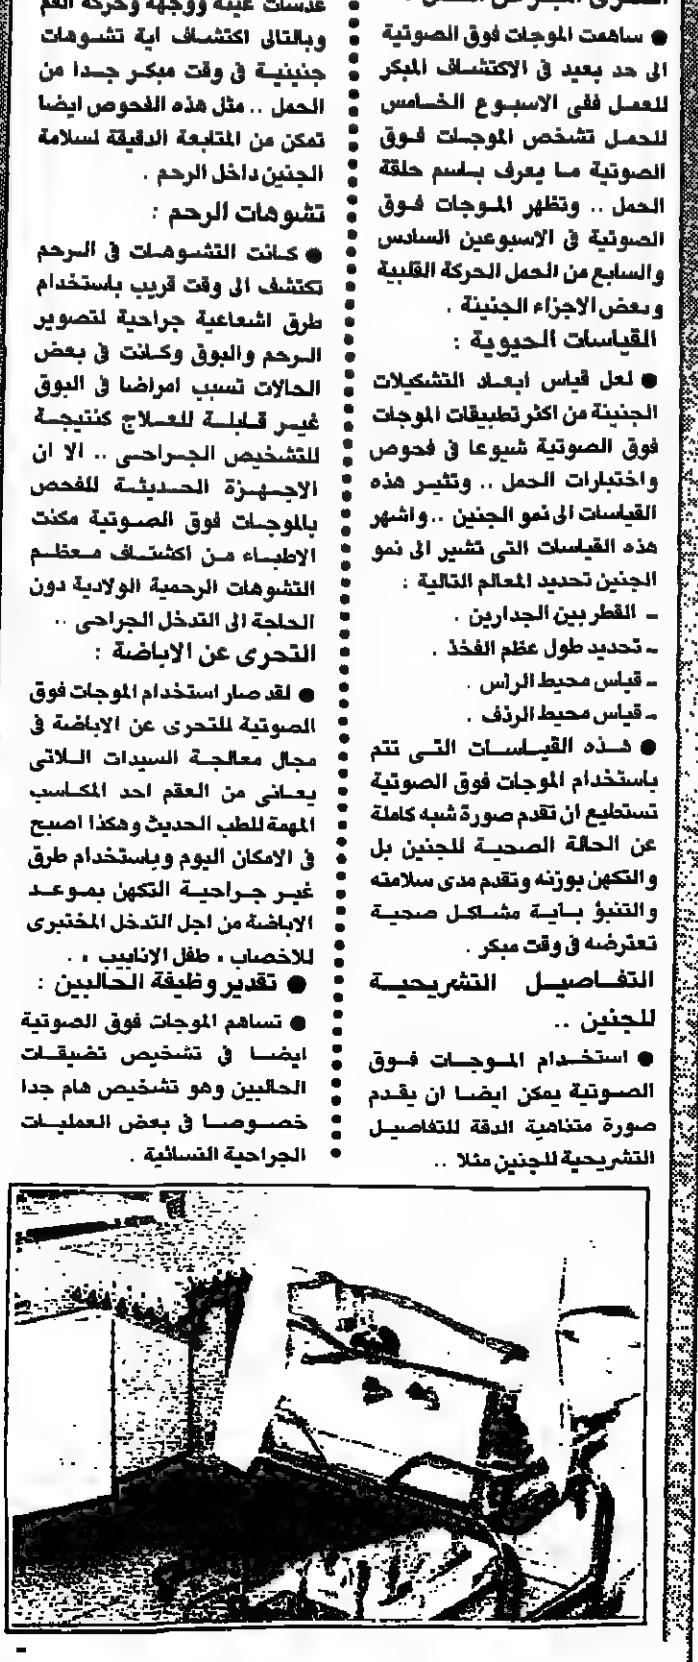 ● ساهمت الموجات فوق الصوتية
الى حد بعيد فى الاكتشاف المبكر
للحمل ففى الاسبوع الخامس
للحمل تشخص الموجات فوق
الصوتية ما يعرف باسم حلقة
الحمل .. وتظهر الموجات فوق
الصوتية فى الاسبوعين السادس
والسابع من الحمل الحركة القلبية
وبعض الاجزاء الجنينة .
القياسات الحيوية :
● لعل قياس ابعاد التشكيلات
الجنينة من اكثر تطبيقات الموجات
فوق الصوتية شيوعا فى فحوص
واختبارات الحمل .. وتشير هذه
القياسات الى نمو الجنين .. واشهر
هذه القياسات التى تشير الى نمو
الجنين تحديد المعالم التالية :
ـ القطر بين الجدارين .
ـ تحديد طول عظم الفخذ .
ـ قياس محيط الراس .
ـ قياس محيط الردف .
● هذه القياسات التى تتم
باستخدام الموجات فوق الصوتية
تستطيع ان تقدم صورة شبه كاملة
عن الحالة الصحية للجنين بل
والتكهن بوزنه وتقدم مدى سلامته
والتنبؤ باية مشاكل صحية
تعترضه فى وقت مبكر .
التفاصيل التشريحية
للجنين ..
● استخدام الموجات فوق
الصوتية يمكن ايضا ان يقدم
صورة متناهية الدقة للتفاصيل
التشريحية للجنين مثلا ..
عدسات عينه ووجهه وحركة الفم
وبالتالى اكتشاف اية تشوهات
جنينية فى وقت مبكر جدا من
الحمل .. مثل هذه الفحوص ايضا
تمكن من المتابعة الدقيقة لسلامة
الجنين داخل الرحم .
تشوهات الرحم :
● كانت التشوهات فى الرحم
تكتشف الى وقت قريب باستخدام
طرق اشعاعية جراحية لتصوير
الرحم والبوق وكانت فى بعض
الحالات تسبب امراضا فى البوق
غير قابلة للعلاج كنتيجة
للتشخيص الجراحى .. الا ان
الاجهزة الحديثة للفحص
بالموجات فوق الصوتية مكنت
الاطباء من اكشتاف معظم
التشوهات الرحمية الولادية دون
الحاجة الى التدخل الجراحى ..
التحرى عن الاباضة :
● لقد صار استخدام الموجات فوق
الصوتية للتحرى عن الاباضة فى
مجال معالجة السيدات اللاتى
يعانى من العقم احد المكاسب
المهمة للطب الحديث وهكذا اصبح
فى الامكان اليوم وباستخدام طرق
غير جراحية التكهن بموعد
الاباضة من اجل التدخل المختبرى
للاخصاب « طفل الانابيب » .
● تقدير وظيفة الحالبين :
● تساهم الموجات فوق الصوتية
ايضا فى تشخيص تضيقات
الحالبين وهو تشخيص هام جدا
خصوصا فى بعض العمليات
الجراحية النسائية .